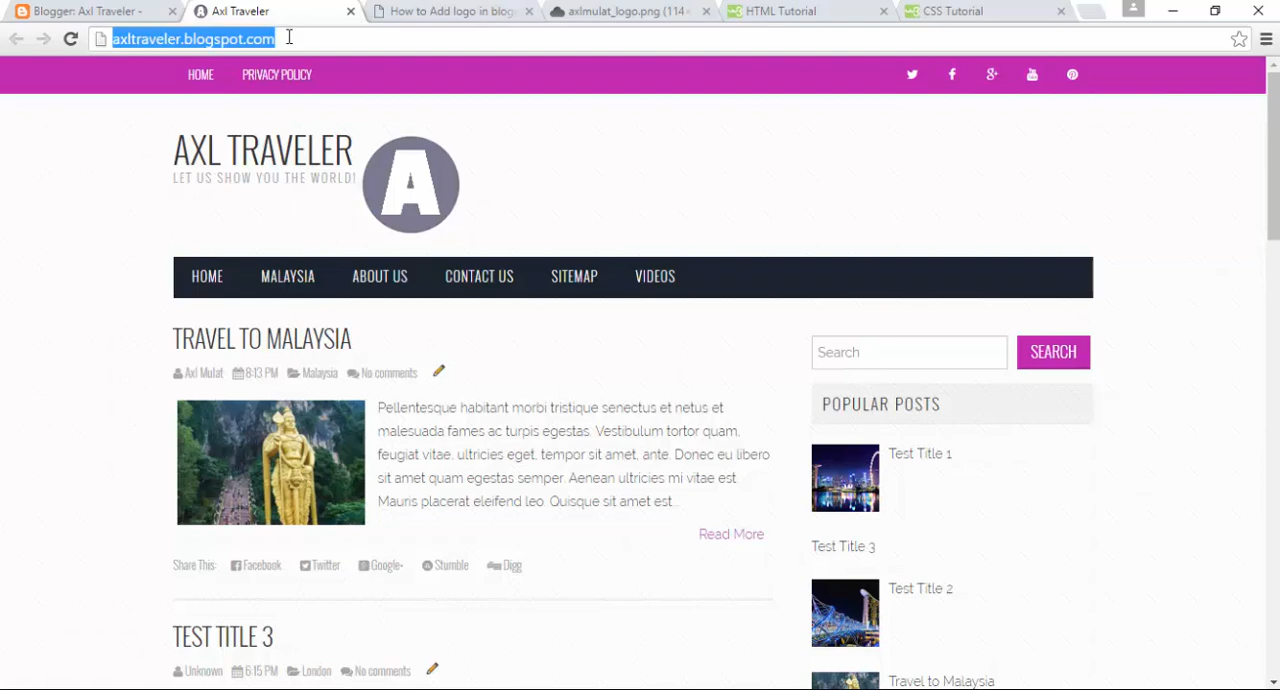 Blogger: Axl Traveler - Axl Traveler How to Add logo in blog axlmulat_logo.png (114× HTML Tutorial CSS Tutorial
axltraveler.blogspot.com
HOME PRIVACY POLICY
AXL TRAVELER
LET US SHOW YOU THE WORLD!
A
HOME MALAYSIA ABOUT US CONTACT US SITEMAP VIDEOS
TRAVEL TO MALAYSIA
Axl Mulat 8:13 PM Malaysia No comments
Pellentesque habitant morbi tristique senectus et netus et
malesuada fames ac turpis egestas. Vestibulum tortor quam,
feugiat vitae, ultricies eget, tempor sit amet, ante. Donec eu libero
sit amet quam egestas semper. Aenean ultricies mi vitae est.
Mauris placerat eleifend leo. Quisque sit amet est...
Read More
Share This: Facebook Twitter Google+ Stumble Digg
TEST TITLE 3
Unknown 6:15 PM London No comments
Search SEARCH
POPULAR POSTS
Test Title 1
Test Title 3
Test Title 2
Travel to Malaysia